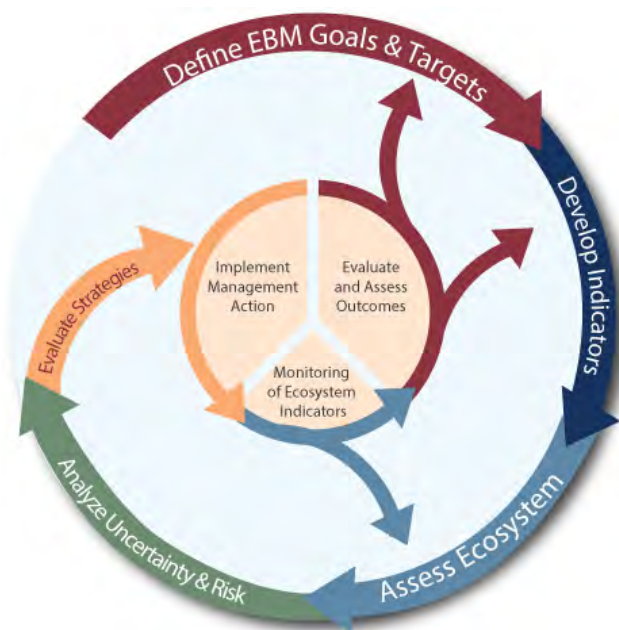 Define EBM Goals & Targets
Develop Indicators
Assess Ecosystem
Analyze Uncertainty & Risk
Evaluate Strategies
Implement
Management
Action
Evaluate
and Assess
Outcomes
Monitoring
of Ecosystem
Indicators